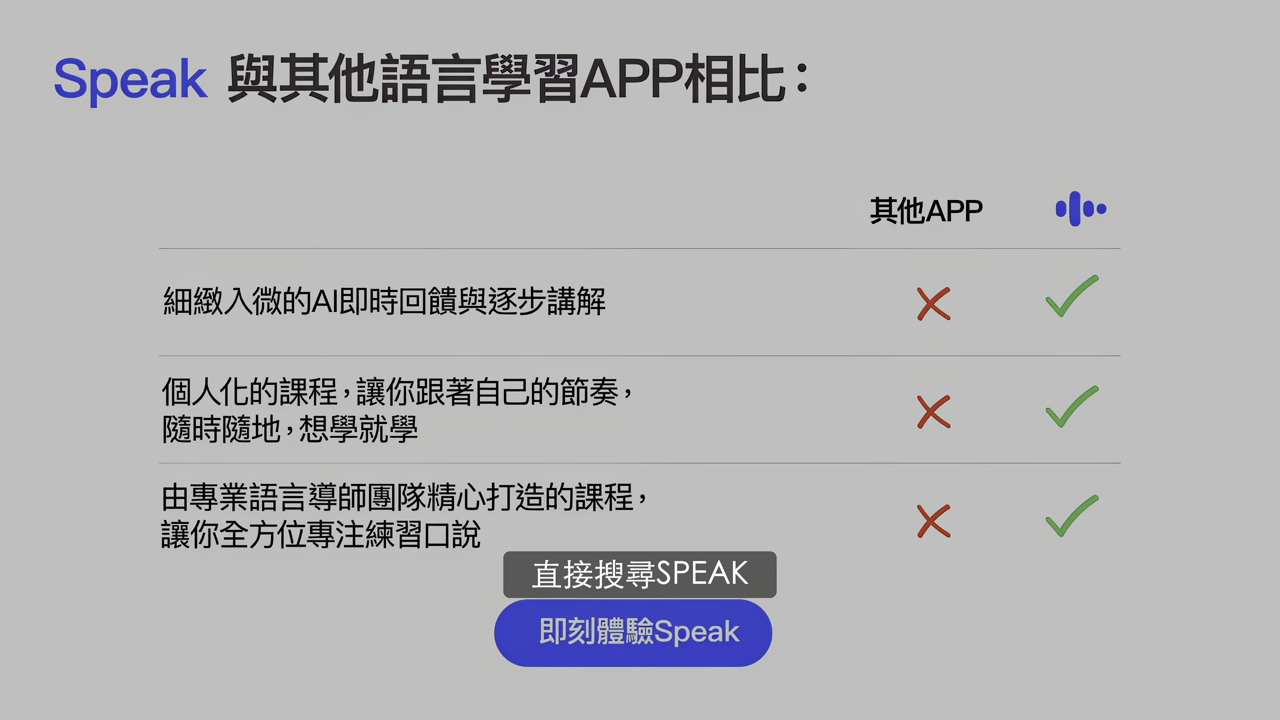 Speak 與其他語言學習APP相比：
其他APP
細緻入微的AI即時回饋與逐步講解
個人化的課程，讓你跟著自己的節奏，
隨時隨地，想學就學
由專業語言導師團隊精心打造的課程，
讓你全方位專注練習口說
直接搜尋SPEAK
即刻體驗Speak